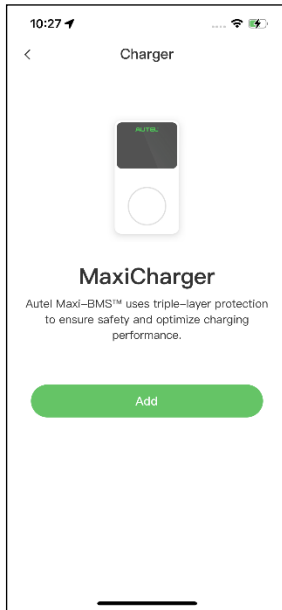 10:27
Charger
AUTEL
MaxiCharger
Autel Maxi-BMS™ uses triple-layer protection
to ensure safety and optimize charging
performance.
Add